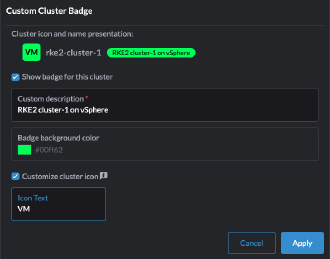 Custom Cluster Badge
Cluster icon and name presentation:
VM rke2-cluster-1 RKE2 cluster-1 on vSphere
Show badge for this cluster
Custom description *
RKE2 cluster-1 on vSphere
Badge background color
#00ff62
Customize cluster icon
Icon Text
VM
Cancel Apply